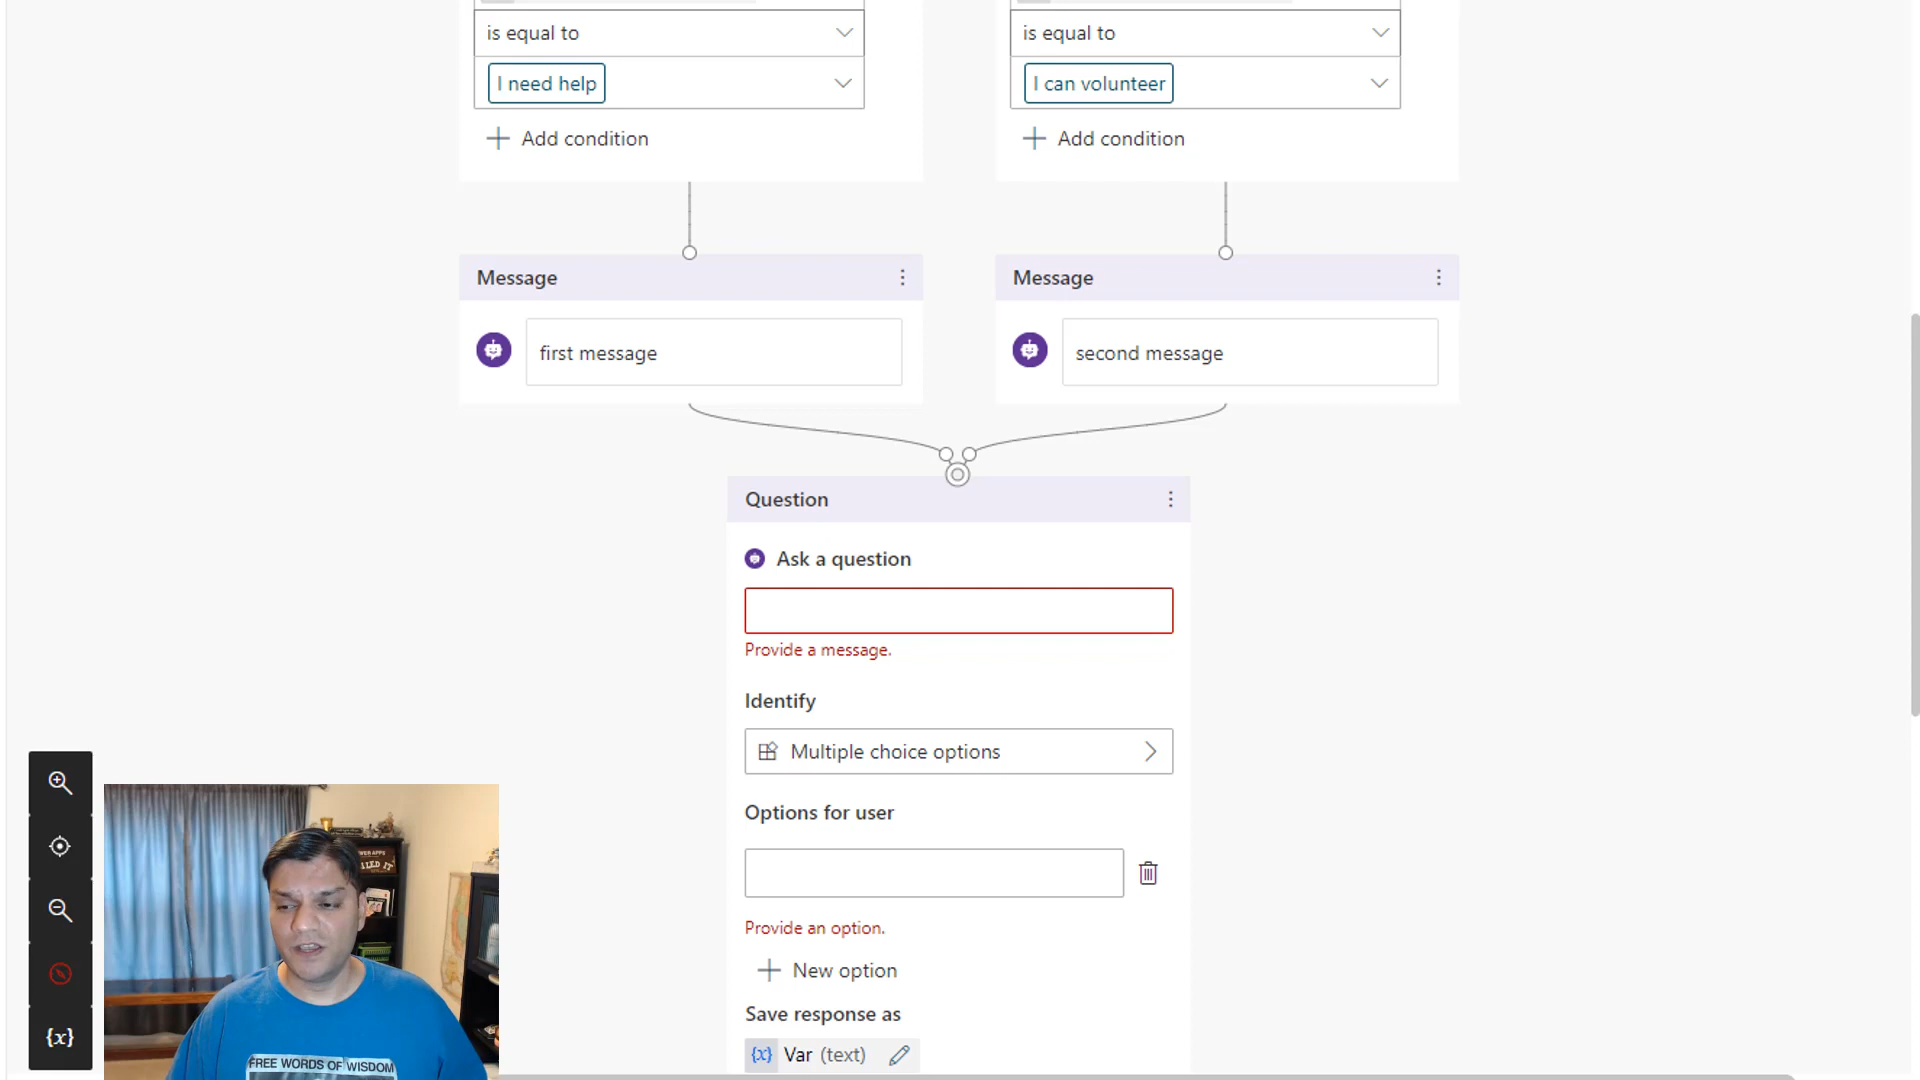 is equal to
is equal to
I need help
I can volunteer
Add condition
Add condition
Message
Message
first message
second message
Question
Ask a question
Provide a message.
Identify
Multiple choice options
Options for user
Provide an option.
New option
Save response as
{x} Var (text)
{x}
FREE WORDS OF WISDOM